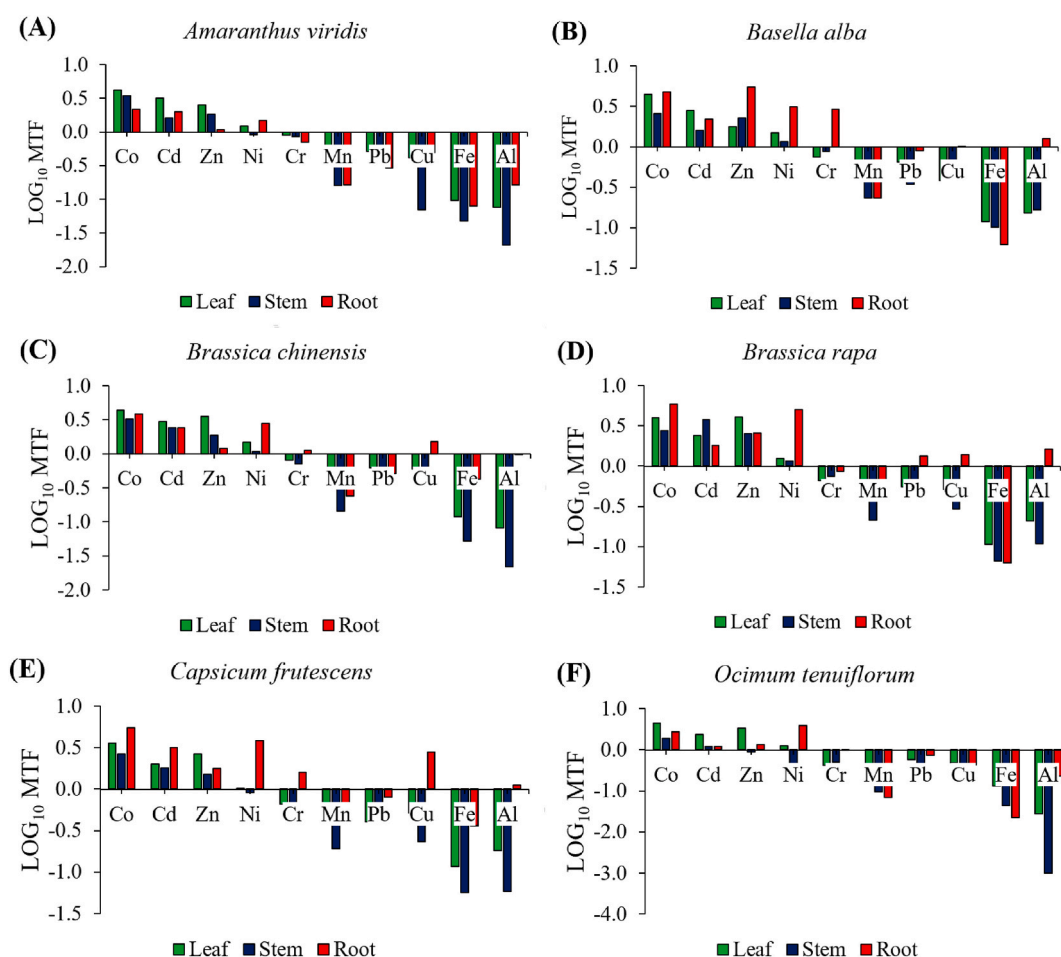 (A) Amaranthus viridis
LOG10 MTF
1.0
0.5
0.0
-0.5
-1.0
-1.5
-2.0
Co Cd Zn Ni Cr Mn Pb Cu Fe Al
Leaf Stem Root
(B) Basella alba
LOG10 MTF
1.0
0.5
0.0
-0.5
-1.0
-1.5
Co Cd Zn Ni Cr Mn Pb Cu Fe Al
Leaf Stem Root
(C) Brassica chinensis
LOG10 MTF
1.0
0.5
0.0
-0.5
-1.0
-1.5
-2.0
Co Cd Zn Ni Cr Mn Pb Cu Fe Al
Leaf Stem Root
(D) Brassica rapa
LOG10 MTF
1.0
0.5
0.0
-0.5
-1.0
-1.5
Co Cd Zn Ni Cr Mn Pb Cu Fe Al
Leaf Stem Root
(E) Capsicum frutescens
LOG10 MTF
1.0
0.5
0.0
-0.5
-1.0
-1.5
Co Cd Zn Ni Cr Mn Pb Cu Fe Al
Leaf Stem Root
(F) Ocimum tenuiflorum
LOG10 MTF
1.0
0.0
-1.0
-2.0
-3.0
-4.0
Co Cd Zn Ni Cr Mn Pb Cu Fe Al
Leaf Stem Root